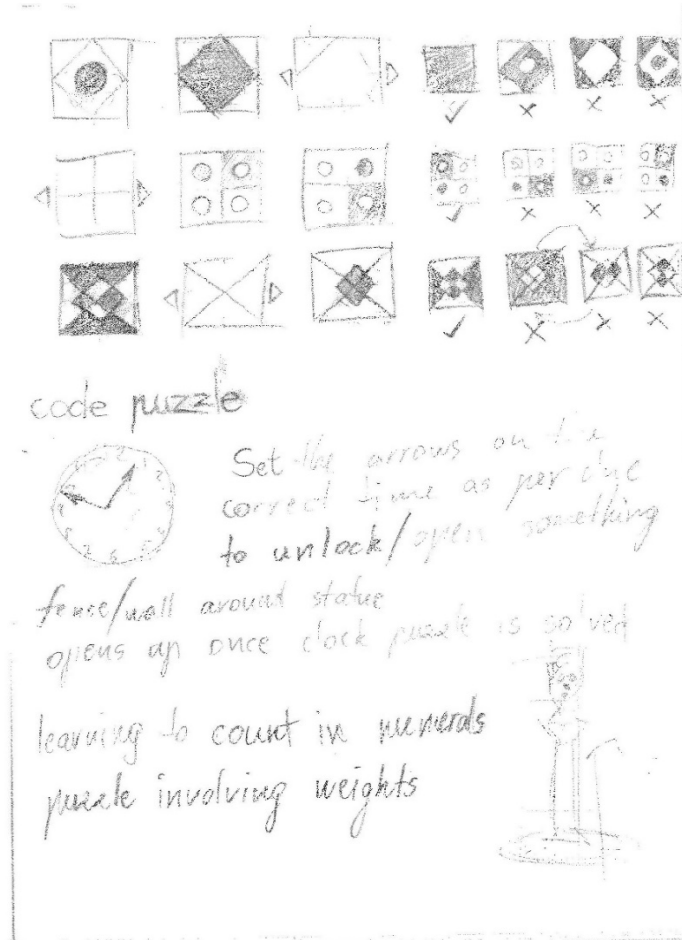 code puzzle
Set the arrows on the
correct time as per clue
to unlock/open something
fense/wall around statue
opens up once clock puzzle is solved
learning to count in numerals
puzzle involving weights